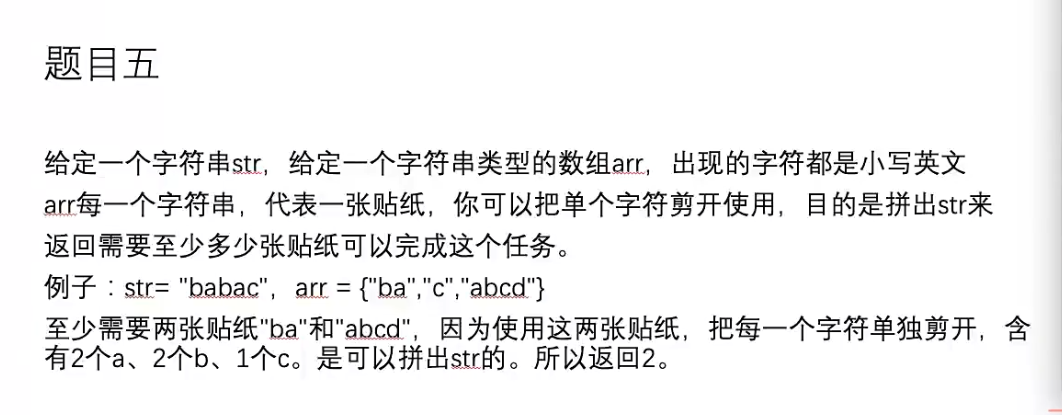 题目五
给定一个字符串str，给定一个字符串类型的数组arr，出现的字符都是小写英文
arr每一个字符串，代表一张贴纸，你可以把单个字符剪开使用，目的是拼出str来
返回需要至少多少张贴纸可以完成这个任务。
例子：str= "babac"，arr = {"ba","c","abcd"}
至少需要两张贴纸"ba"和"abcd"，因为使用这两张贴纸，把每一个字符单独剪开，含
有2个a、2个b、1个c。是可以拼出str的。所以返回2。